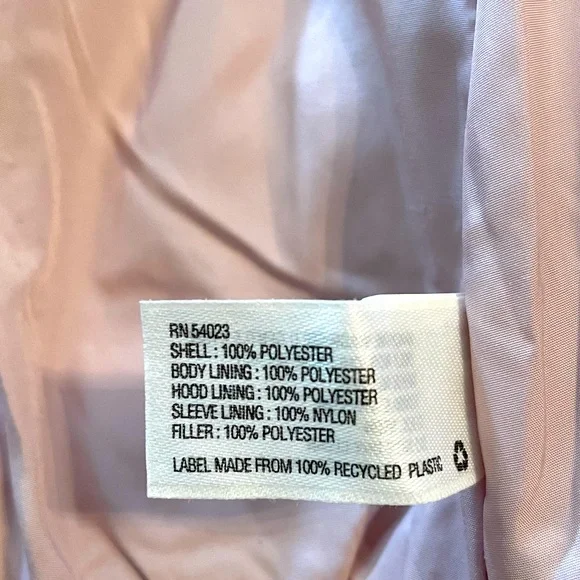 RN 54023
SHELL : 100% POLYESTER
BODY LINING : 100% POLYESTER
HOOD LINING : 100% POLYESTER
SLEEVE LINING : 100% NYLON
FILLER : 100% POLYESTER
LABEL MADE FROM 100% RECYCLED PLASTIC